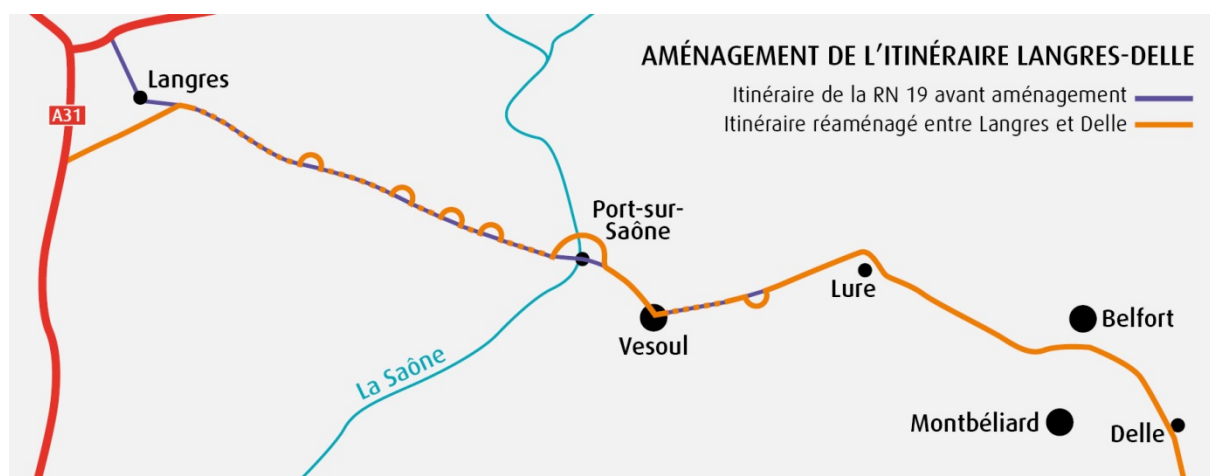 AMÉNAGEMENT DE L'ITINÉRAIRE LANGRES-DELLE
Itinéraire de la RN 19 avant aménagement
Itinéraire réaménagé entre Langres et Delle
Langres
A31
Port-sur-
Saône
Lure
Belfort
Vesoul
La Saône
Montbéliard
Delle